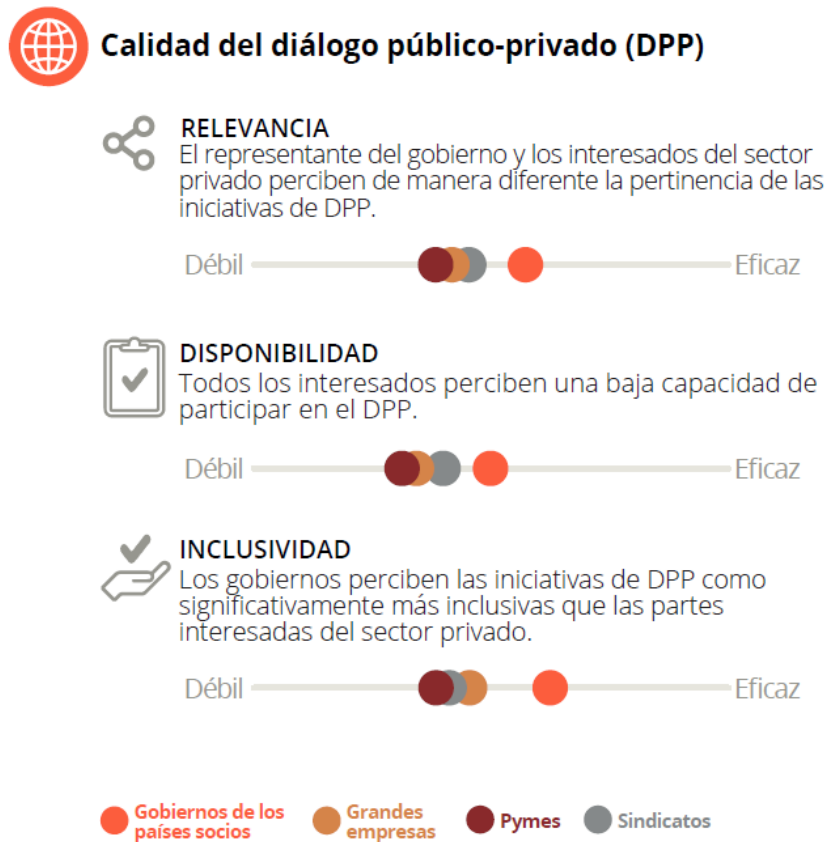 Calidad del diálogo público-privado (DPP)
RELEVANCIA
El representante del gobierno y los interesados del sector
privado perciben de manera diferente la pertinencia de las
iniciativas de DPP.
Débil Eficaz
DISPONIBILIDAD
Todos los interesados perciben una baja capacidad de
participar en el DPP.
Débil Eficaz
INCLUSIVIDAD
Los gobiernos perciben las iniciativas de DPP como
significativamente más inclusivas que las partes
interesadas del sector privado.
Débil Eficaz
Gobiernos de los
países socios
Grandes
empresas
Pymes
Sindicatos